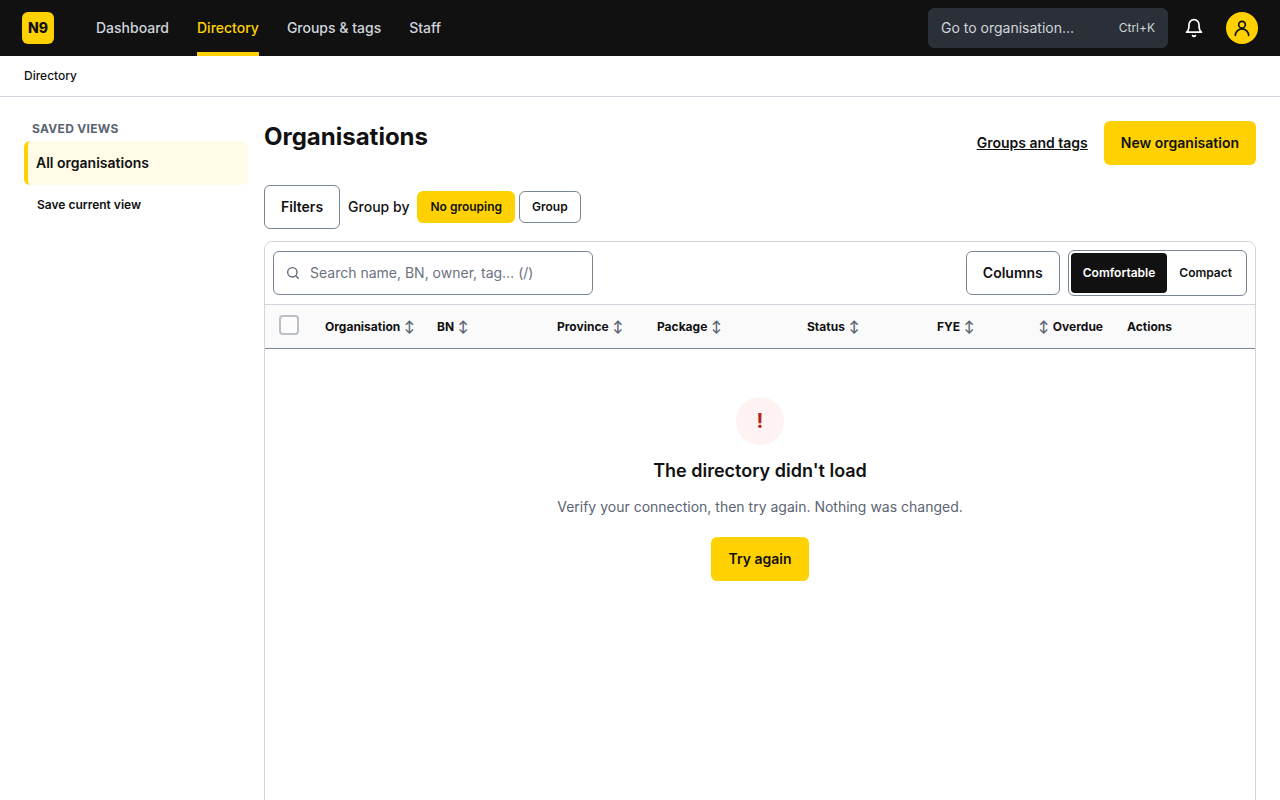 N9 Dashboard Directory Groups & tags Staff Go to organisation... Ctrl+K
Directory
SAVED VIEWS
All organisations
Save current view
Organisations
Groups and tags New organisation
Filters Group by No grouping Group
Search name, BN, owner, tag... (/) Columns Comfortable Compact
Organisation BN Province Package Status FYE Overdue Actions
!
The directory didn't load
Verify your connection, then try again. Nothing was changed.
Try again